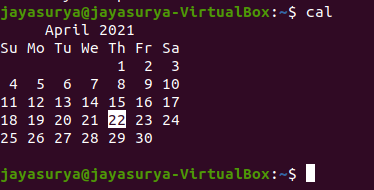 jayasurya@jayasurya-VirtualBox:~$ cal
     April 2021
Su Mo Tu We Th Fr Sa
             1  2  3
 4  5  6  7  8  9 10
11 12 13 14 15 16 17
18 19 20 21 22 23 24
25 26 27 28 29 30
jayasurya@jayasurya-VirtualBox:~$